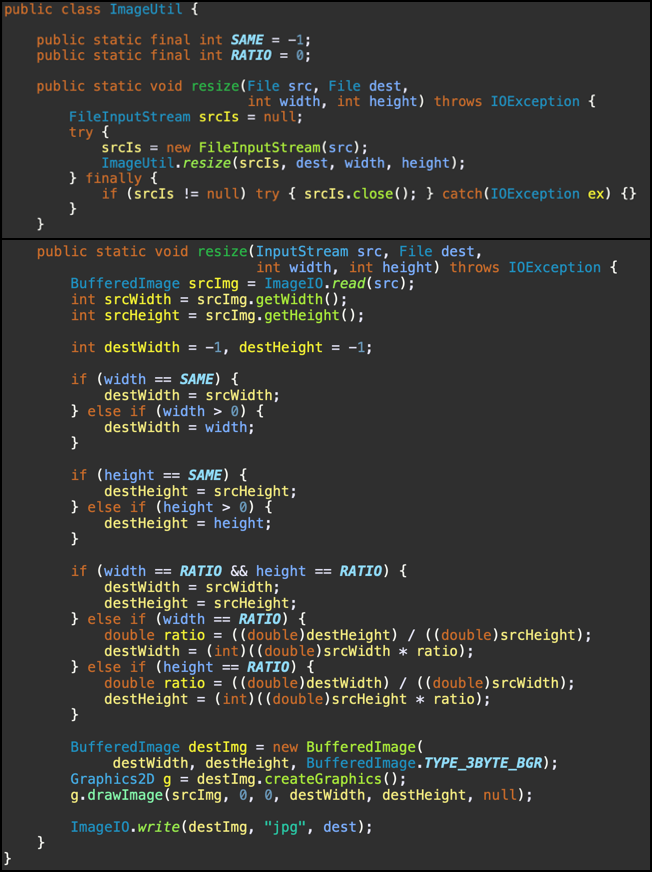 public class ImageUtil {
public static final int SAME = -1;
public static final int RATIO = 0;
public static void resize(File src, File dest,
int width, int height) throws IOException {
FileInputStream srcIs = null;
try {
srcIs = new FileInputStream(src);
ImageUtil.resize(srcIs, dest, width, height);
} finally {
if (srcIs != null) try { srcIs.close(); } catch(IOException ex) {}
}
}
public static void resize(InputStream src, File dest,
int width, int height) throws IOException {
BufferedImage srcImg = ImageIO.read(src);
int srcWidth = srcImg.getWidth();
int srcHeight = srcImg.getHeight();
int destWidth = -1, destHeight = -1;
if (width == SAME) {
destWidth = srcWidth;
} else if (width > 0) {
destWidth = width;
}
if (height == SAME) {
destHeight = srcHeight;
} else if (height > 0) {
destHeight = height;
}
if (width == RATIO && height == RATIO) {
destWidth = srcWidth;
destHeight = srcHeight;
} else if (width == RATIO) {
double ratio = ((double)destHeight) / ((double)srcHeight);
destWidth = (int)((double)srcWidth * ratio);
} else if (height == RATIO) {
double ratio = ((double)destWidth) / ((double)srcWidth);
destHeight = (int)((double)srcHeight * ratio);
}
BufferedImage destImg = new BufferedImage(
destWidth, destHeight, BufferedImage.TYPE_3BYTE_BGR);
Graphics2D g = destImg.createGraphics();
g.drawImage(srcImg, 0, 0, destWidth, destHeight, null);
ImageIO.write(destImg, "jpg", dest);
}
}